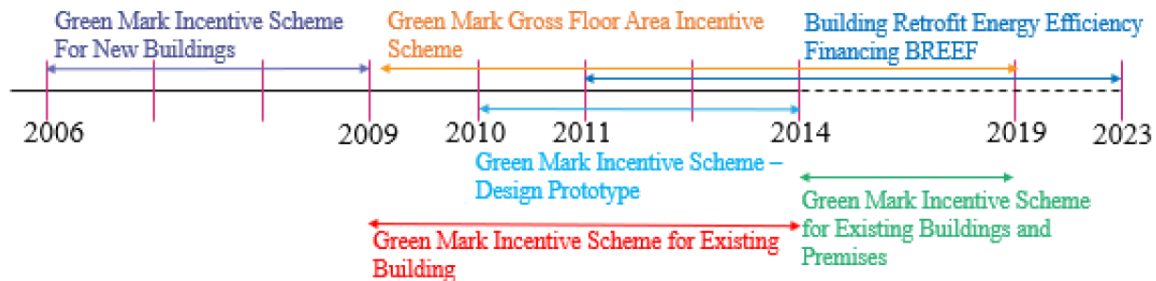 Green Mark Incentive Scheme
For New Buildings
Green Mark Gross Floor Area Incentive
Scheme
Building Retrofit Energy Efficiency
Financing BREEF
2006
2009
2010
2011
2014
2019
2023
Green Mark Incentive Scheme –
Design Prototype
Green Mark Incentive Scheme
for Existing Buildings and
Premises
Green Mark Incentive Scheme for Existing
Building